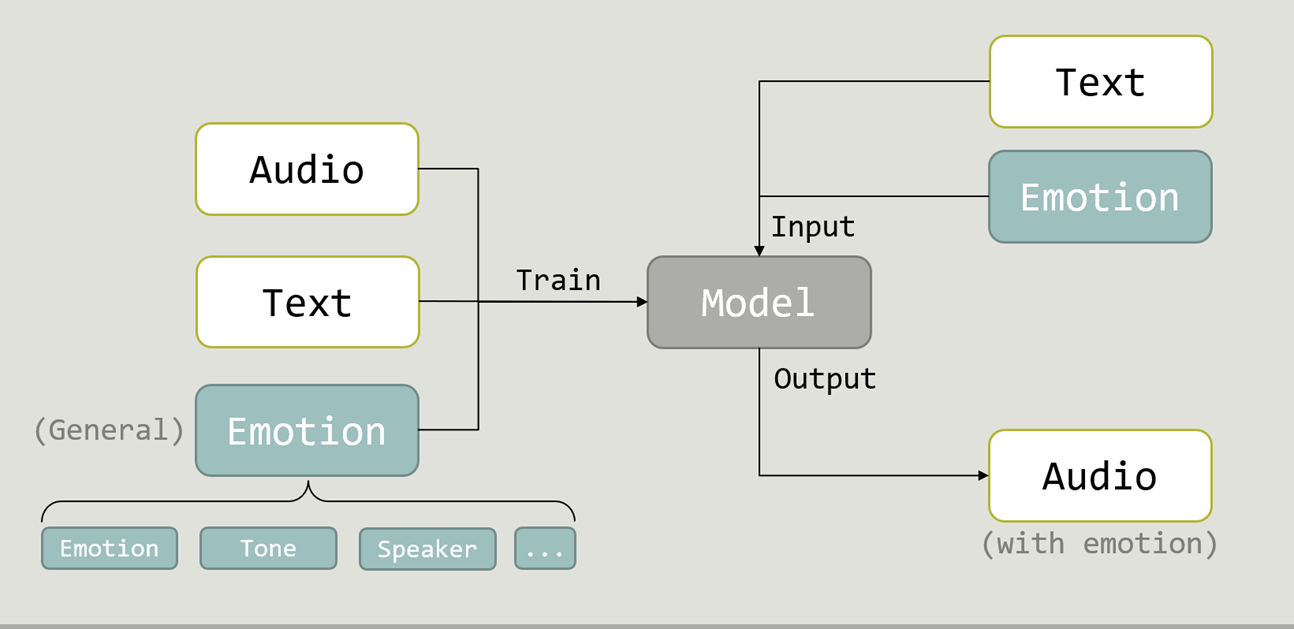 Audio
Text
(General) Emotion
Emotion Tone Speaker ...
Train
Model
Text
Emotion
Input
Output
Audio
(with emotion)